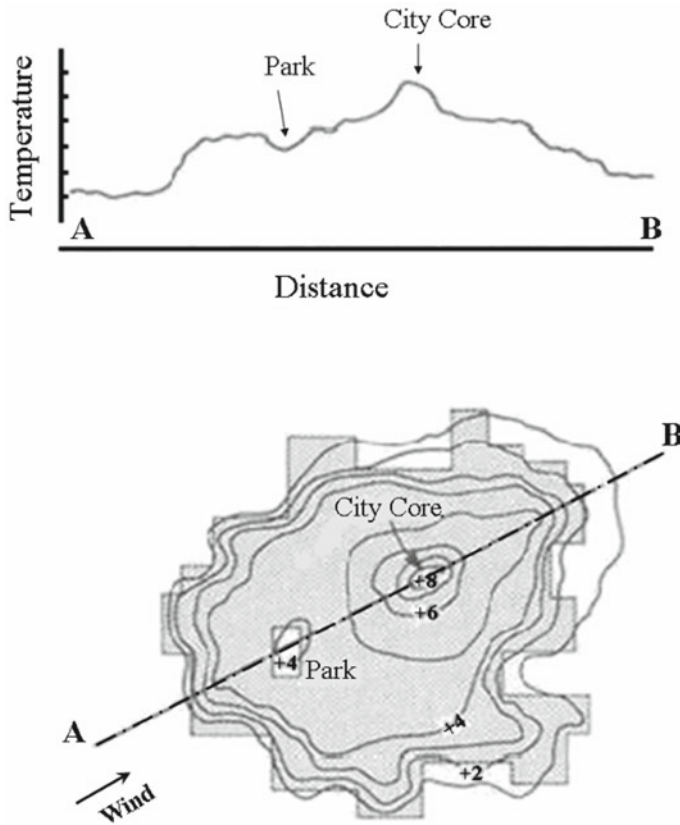 City Core
Park
Temperature
A
B
Distance
B
City Core
+8
+6
+4 Park
A
+4
+2
Wind